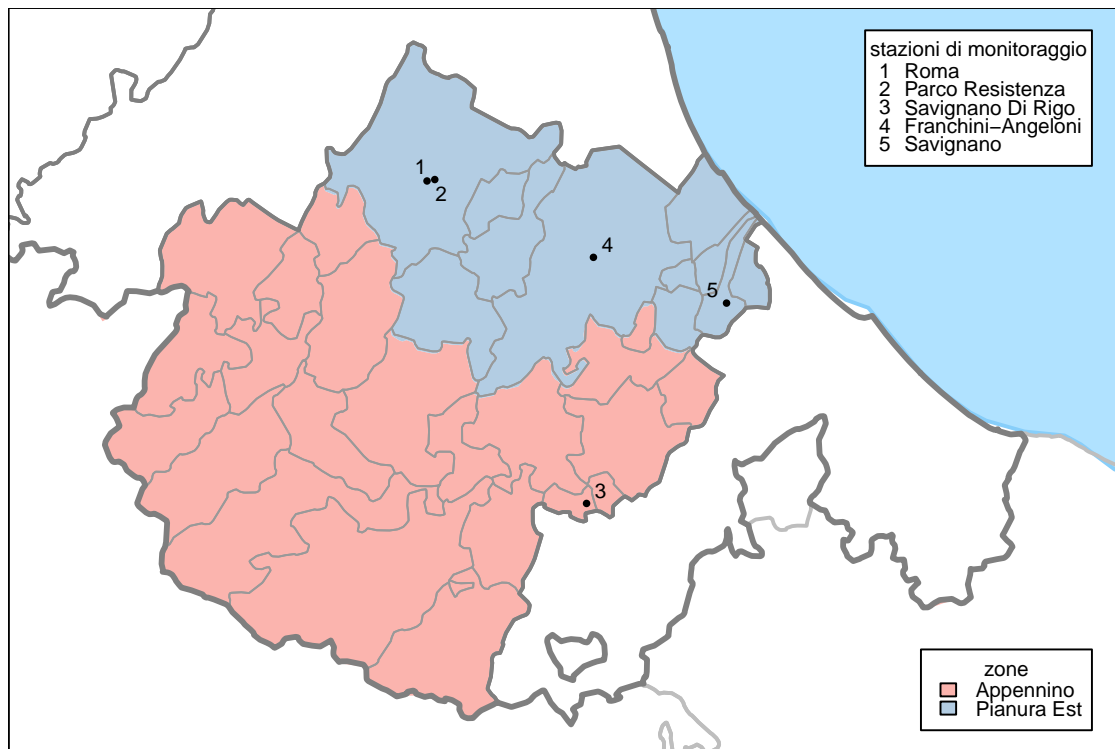 stazioni di monitoraggio
1 Roma
2 Parco Resistenza
3 Savignano Di Rigo
4 Franchini−Angeloni
5 Savignano
1
2
4
5
3
zone
Appennino
Pianura Est